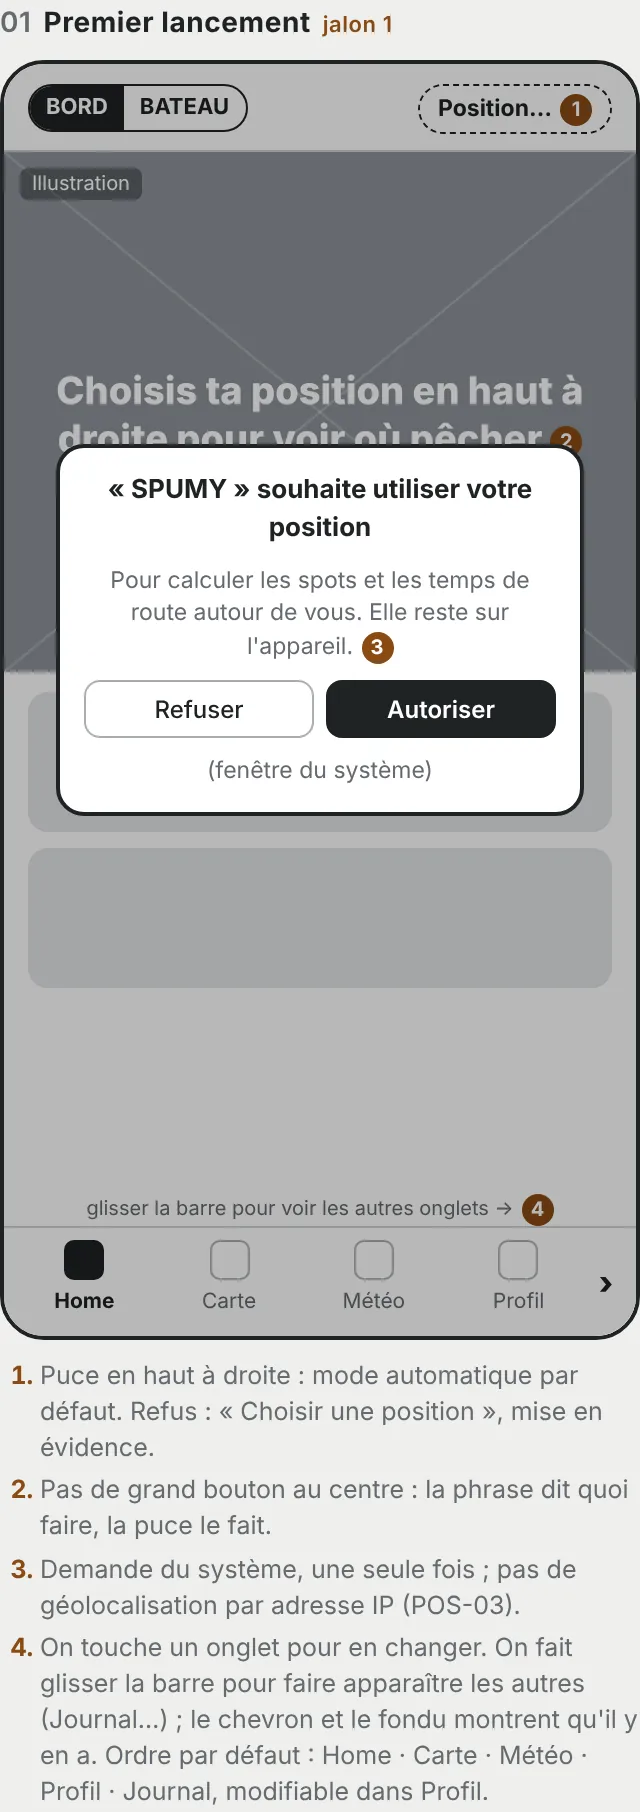 01 Premier lancement jalon 1
BORD BATEAU Position... 1
Illustration
Choisis ta position en haut à
droite pour voir où pêcher 2
« SPUMY » souhaite utiliser votre
position
Pour calculer les spots et les temps de
route autour de vous. Elle reste sur
l'appareil. 3
Refuser Autoriser
(fenêtre du système)
glisser la barre pour voir les autres onglets → 4
Home Carte Météo Profil ›
1. Puce en haut à droite : mode automatique par
défaut. Refus : « Choisir une position », mise en
évidence.
2. Pas de grand bouton au centre : la phrase dit quoi
faire, la puce le fait.
3. Demande du système, une seule fois ; pas de
géolocalisation par adresse IP (POS-03).
4. On touche un onglet pour en changer. On fait
glisser la barre pour faire apparaître les autres
(Journal...) ; le chevron et le fondu montrent qu'il y
en a. Ordre par défaut : Home · Carte · Météo ·
Profil · Journal, modifiable dans Profil.